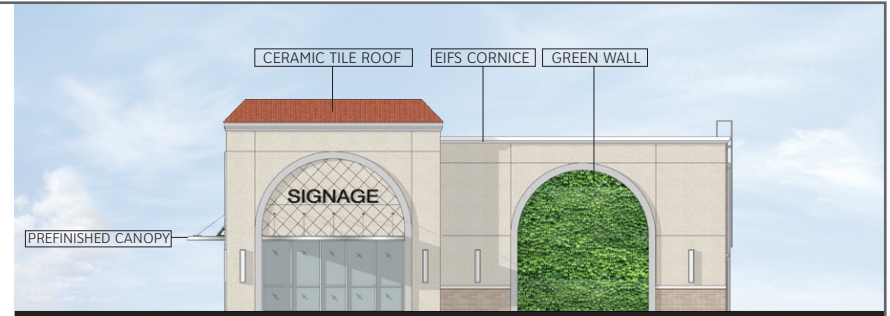 CERAMIC TILE ROOF
EIFS CORNICE
GREEN WALL
SIGNAGE
PREFINISHED CANOPY